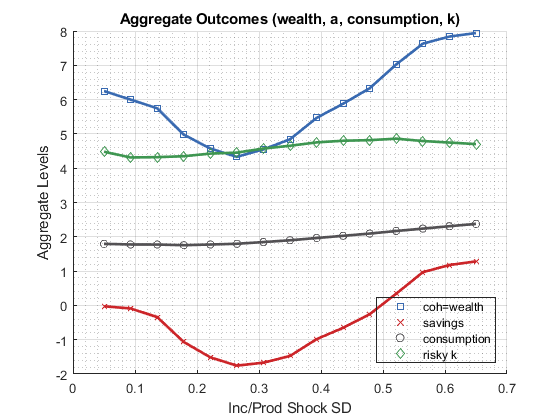 Aggregate Outcomes (wealth, a, consumption, k)
8
7
6
5
4
3
2
1
0
-1
-2
Aggregate Levels
coh=wealth
savings
consumption
risky k
0 0.1 0.2 0.3 0.4 0.5 0.6 0.7
Inc/Prod Shock SD